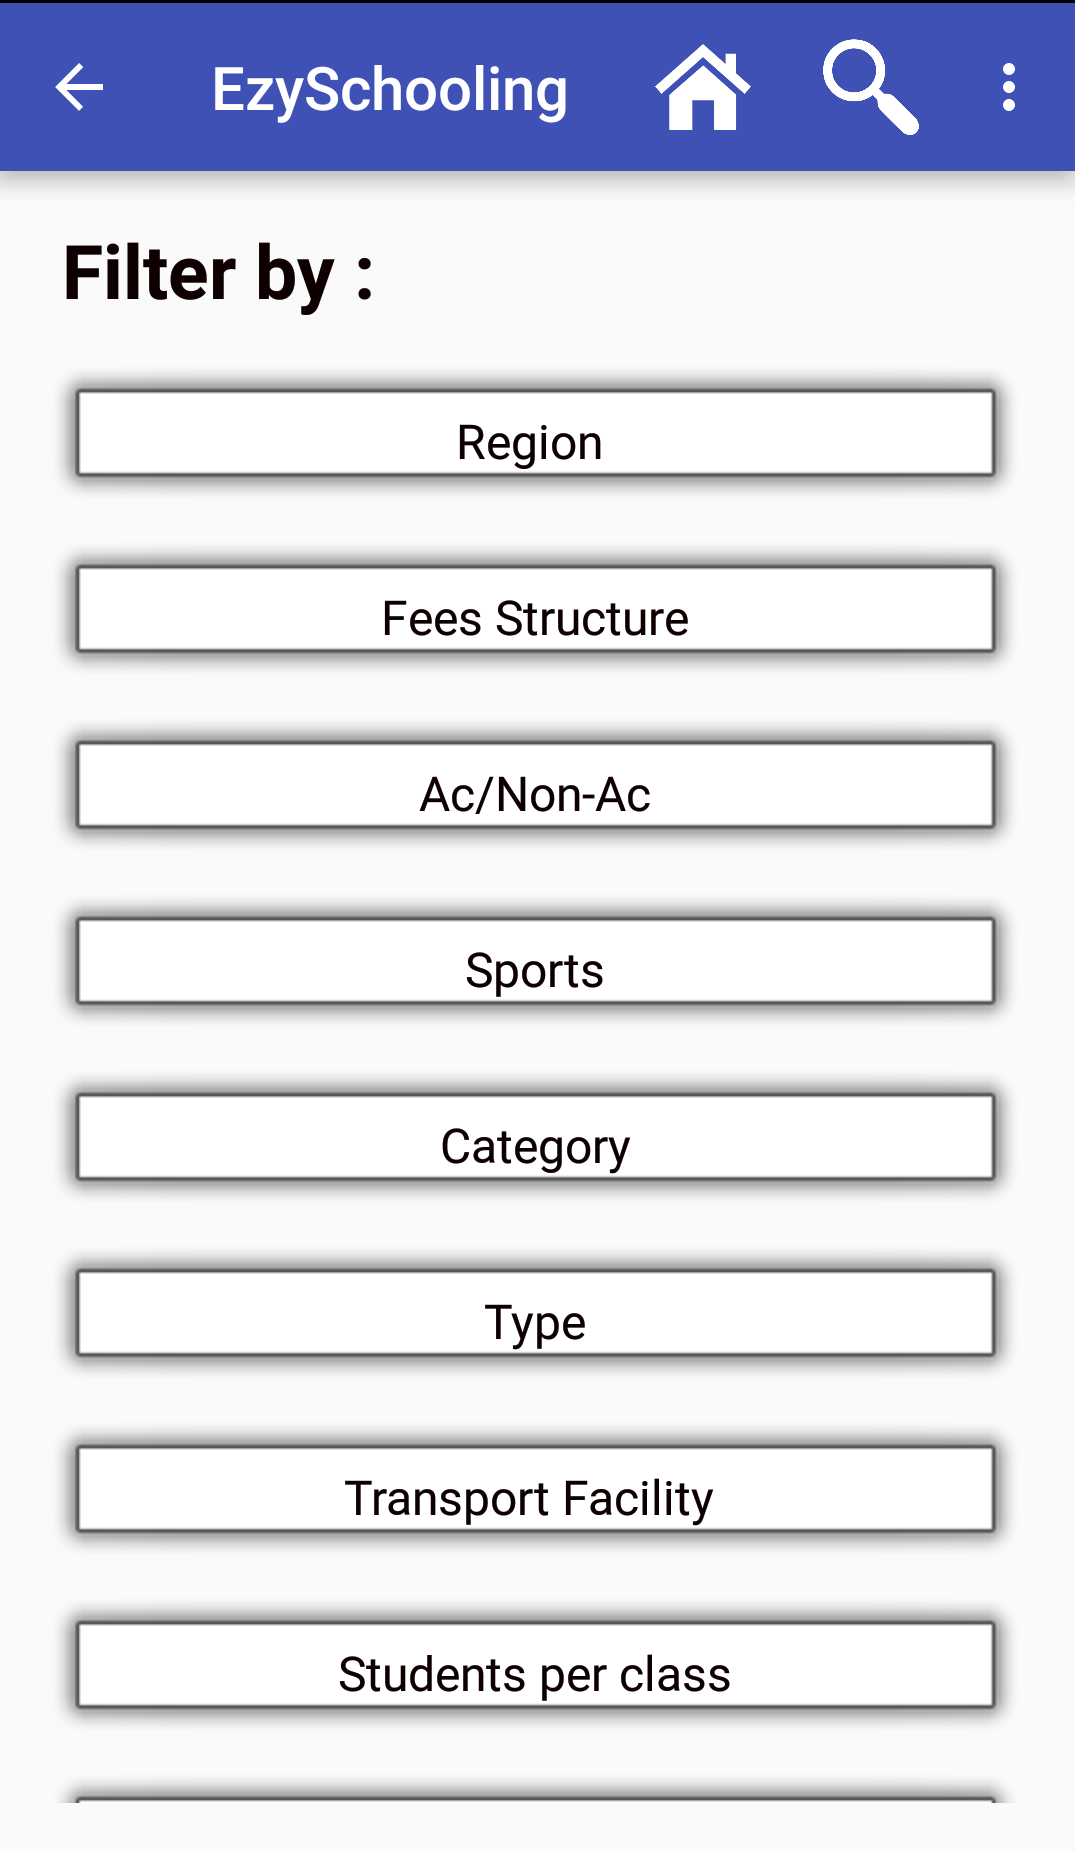 EzySchooling
Filter by :
Region
Fees Structure
Ac/Non-Ac
Sports
Category
Type
Transport Facility
Students per class